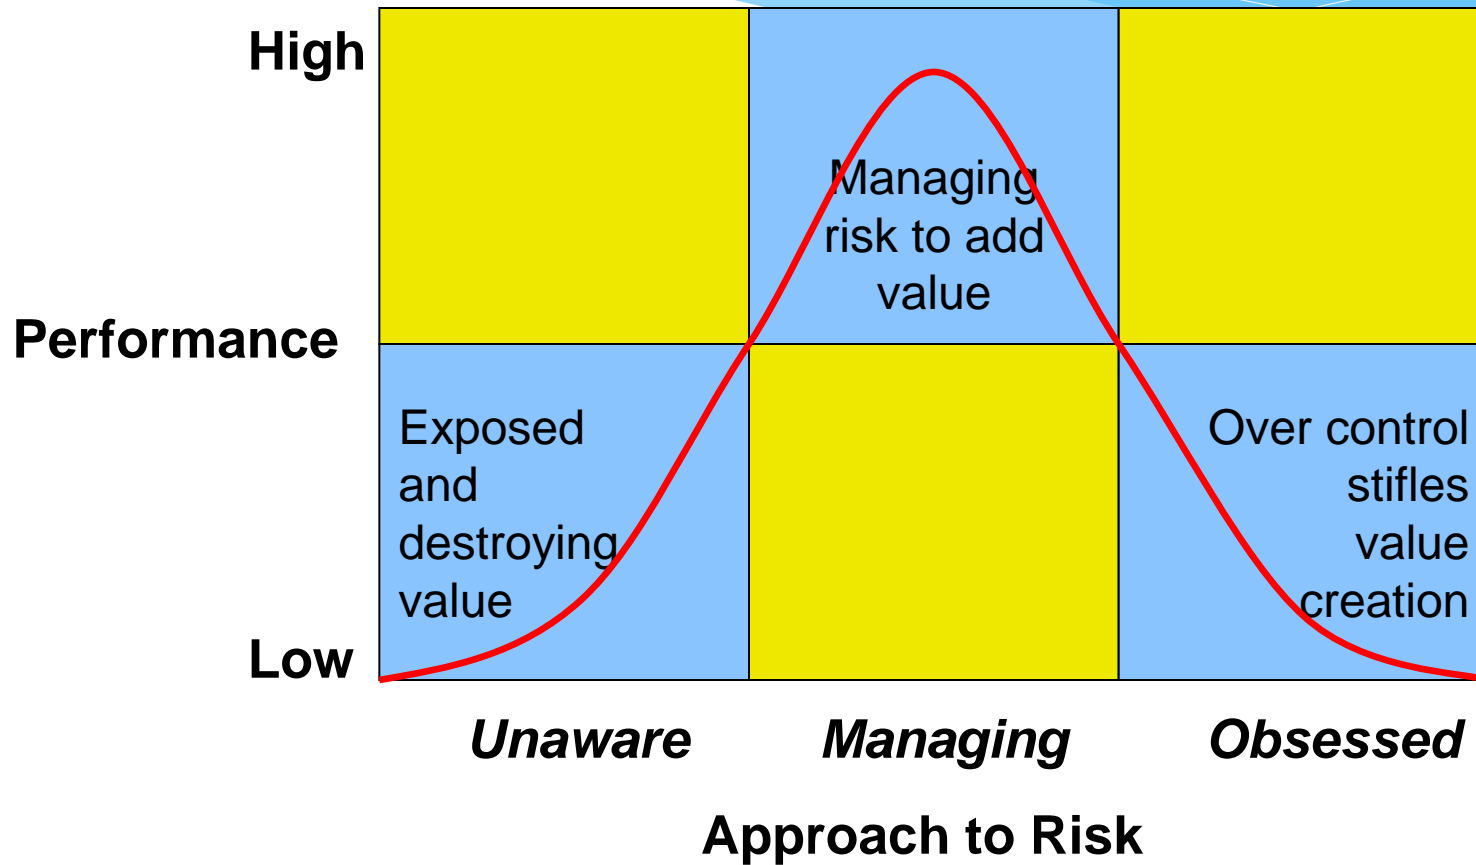 High
Managing
risk to add
value
Performance
Exposed
and
destroying
value
Over control
stifles
value
creation
Low
Unaware
Managing
Obsessed
Approach to Risk